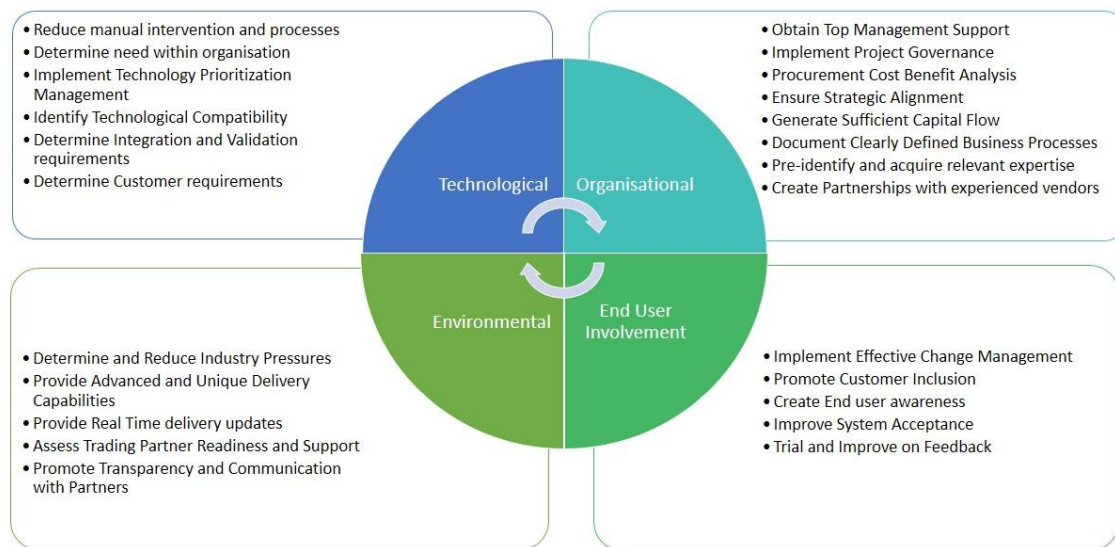 • Reduce manual intervention and processes
• Determine need within organisation
• Implement Technology Prioritization
Management
• Identify Technological Compatibility
• Determine Integration and Validation
requirements
• Determine Customer requirements
• Obtain Top Management Support
• Implement Project Governance
• Procurement Cost Benefit Analysis
• Ensure Strategic Alignment
• Generate Sufficient Capital Flow
• Document Clearly Defined Business Processes
• Pre-identify and acquire relevant expertise
• Create Partnerships with experienced vendors
Technological
Organisational
Environmental
End User
Involvement
• Determine and Reduce Industry Pressures
• Provide Advanced and Unique Delivery
Capabilities
• Provide Real Time delivery updates
• Assess Trading Partner Readiness and Support
• Promote Transparency and Communication
with Partners
• Implement Effective Change Management
• Promote Customer Inclusion
• Create End user awareness
• Improve System Acceptance
• Trial and Improve on Feedback